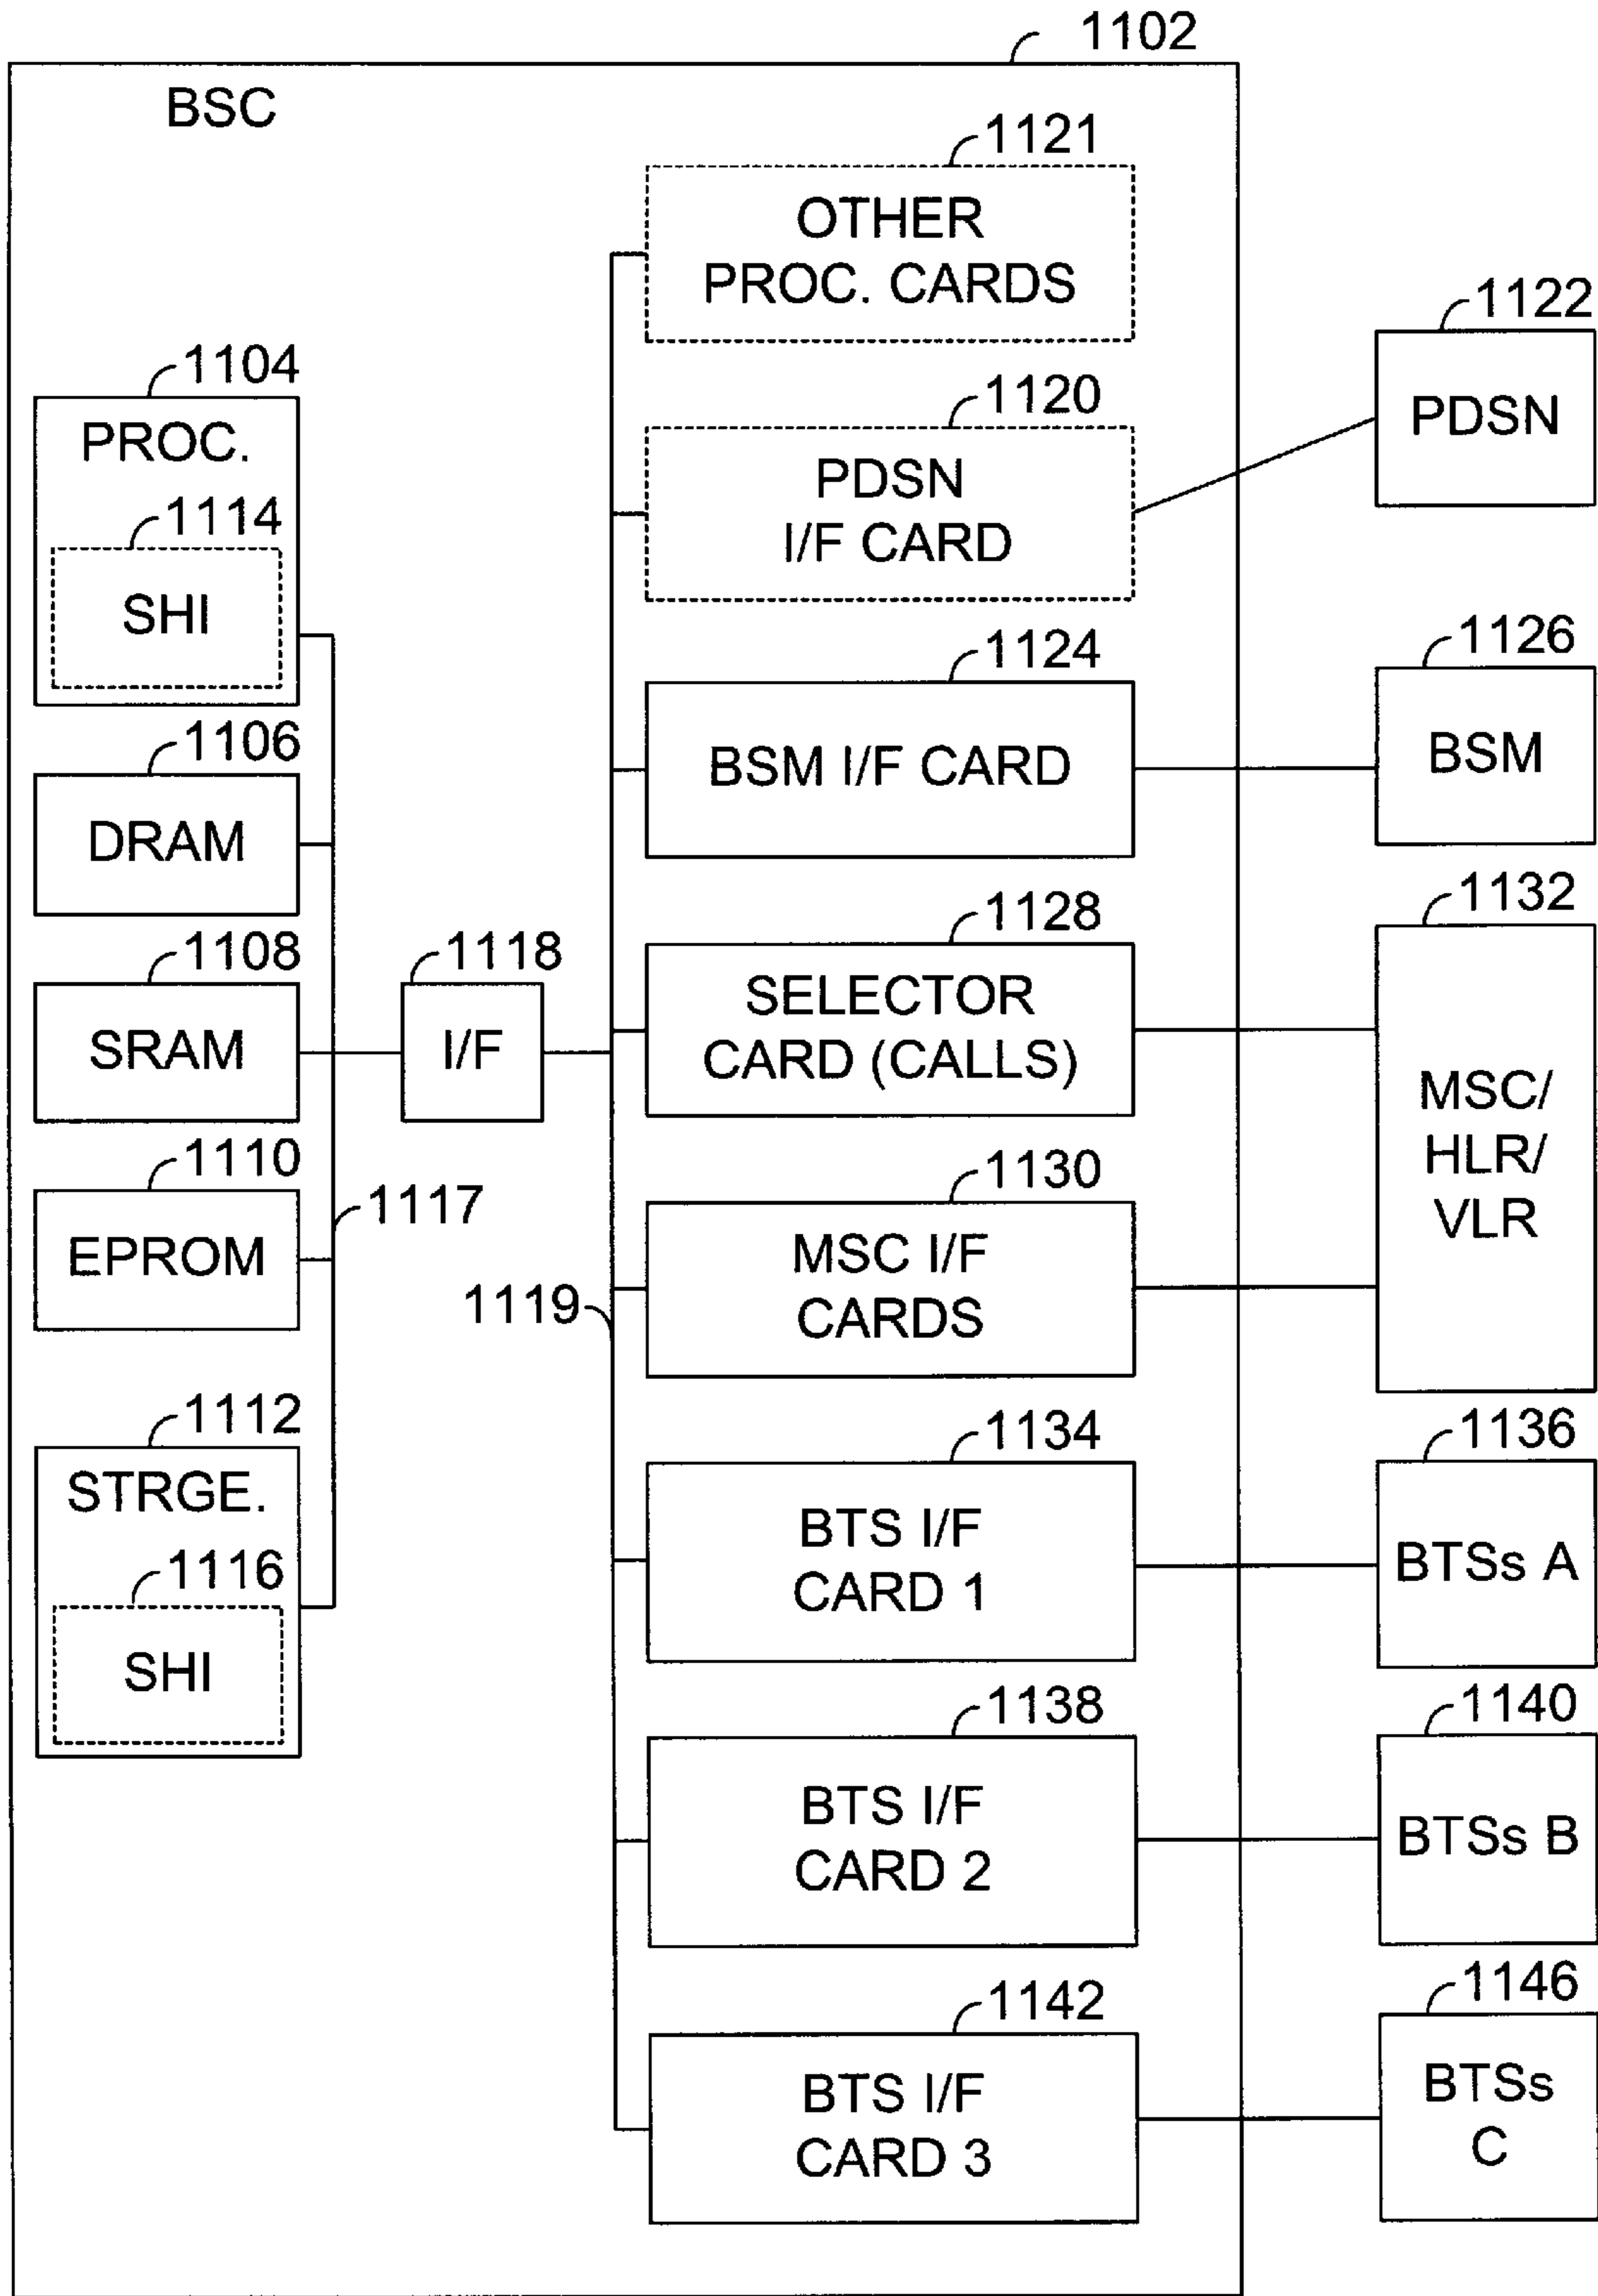 1102
BSC
1121
OTHER
PROC. CARDS
1122
PDSN
1104
PROC.
1114
SHI
1120
PDSN
I/F CARD
1124
BSM I/F CARD
1126
BSM
1106
DRAM
1108
SRAM
1118
I/F
1128
SELECTOR
CARD (CALLS)
1132
MSC/
HLR/
VLR
1110
EPROM
1117
1130
MSC I/F
CARDS
1119
1112
STRGE.
1116
SHI
1134
BTS I/F
CARD 1
1136
BTSs A
1138
BTS I/F
CARD 2
1140
BTSs B
1142
BTS I/F
CARD 3
1146
BTSs
C